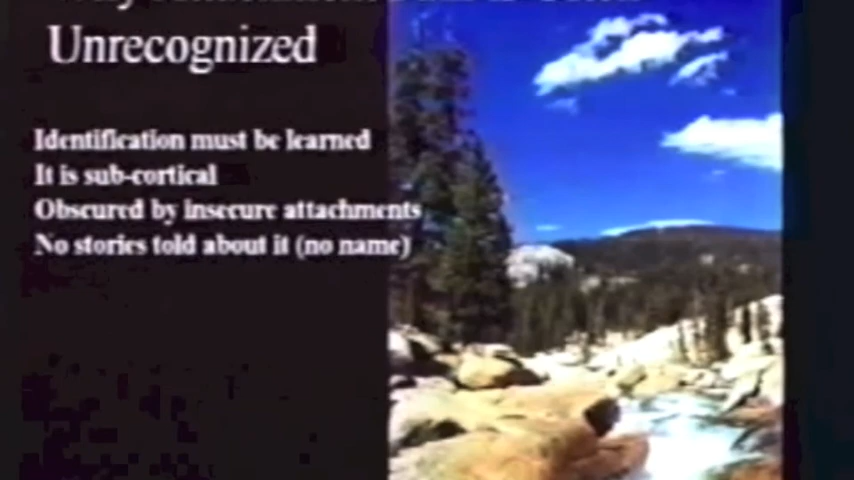 Unrecognized
Identification must be learned
It is sub-cortical
Obscured by insecure attachments
No stories told about it (no name)